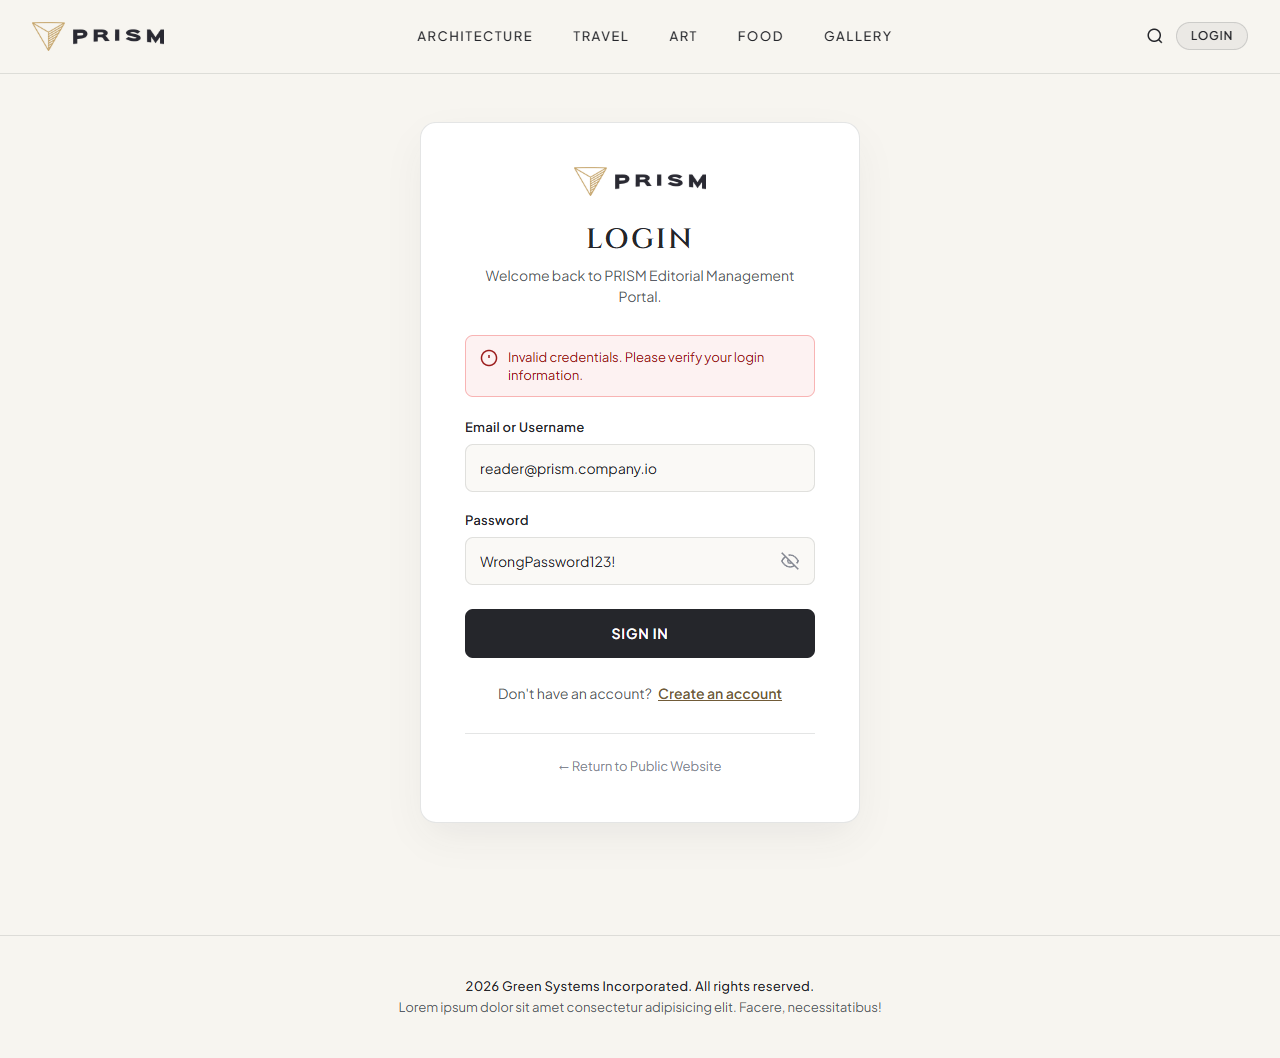 PRISM
ARCHITECTURE
TRAVEL
ART
FOOD
GALLERY
LOGIN
PRISM
LOGIN
Welcome back to PRISM Editorial Management
Portal.
Invalid credentials. Please verify your login
information.
Email or Username
reader@prism.company.io
Password
WrongPassword123!
SIGN IN
Don't have an account? Create an account
← Return to Public Website
2026 Green Systems Incorporated. All rights reserved.
Lorem ipsum dolor sit amet consectetur adipisicing elit. Facere, necessitatibus!